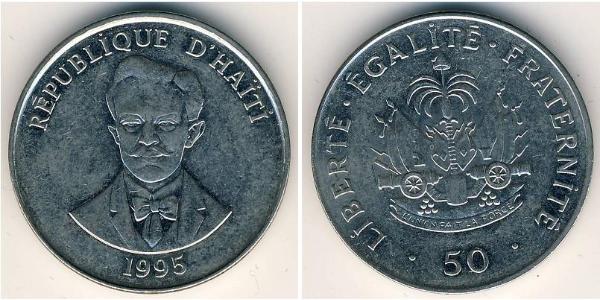 RÉPUBLIQUE D'HAÏTI
1995
LIBERTÉ · ÉGALITÉ · FRATERNITÉ
· 50 ·